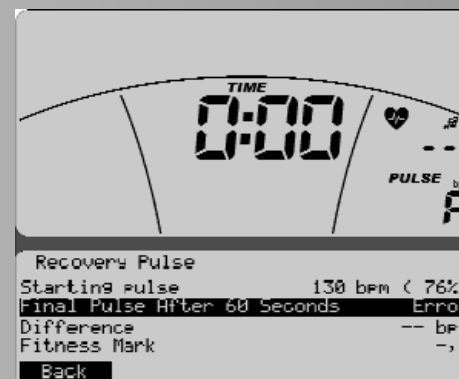 TIME
0:00
--
PULSE
Recovery Pulse
Starting pulse 130 bpm ( 76%
Final Pulse After 60 Seconds Erro
Difference -- bp
Fitness Mark -,
Back